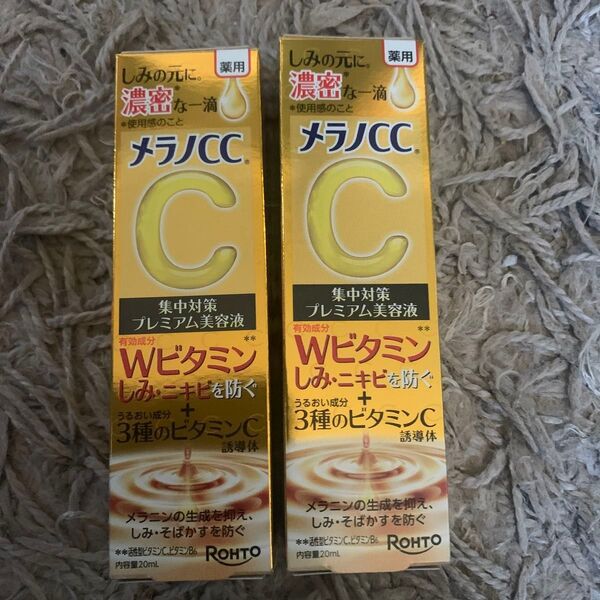 しみの元に。
薬用
濃密な一滴
*使用感のこと
メラノCC®
C
集中対策
プレミアム美容液
有効成分
Wビタミン**
しみ・ニキビを防ぐ
+
うるおい成分
3種のビタミンC
誘導体
メラニンの生成を抑え、
しみ・そばかすを防ぐ
**活性型ビタミンC、ビタミンB6
内容量20mL
ROHTO
しみの元に。
薬用
濃密な一滴
*使用感のこと
メラノCC®
C
集中対策
プレミアム美容液
有効成分
Wビタミン**
しみ・ニキビを防ぐ
+
うるおい成分
3種のビタミンC
誘導体
メラニンの生成を抑え、
しみ・そばかすを防ぐ
**活性型ビタミンC、ビタミンB6
内容量20mL
ROHTO